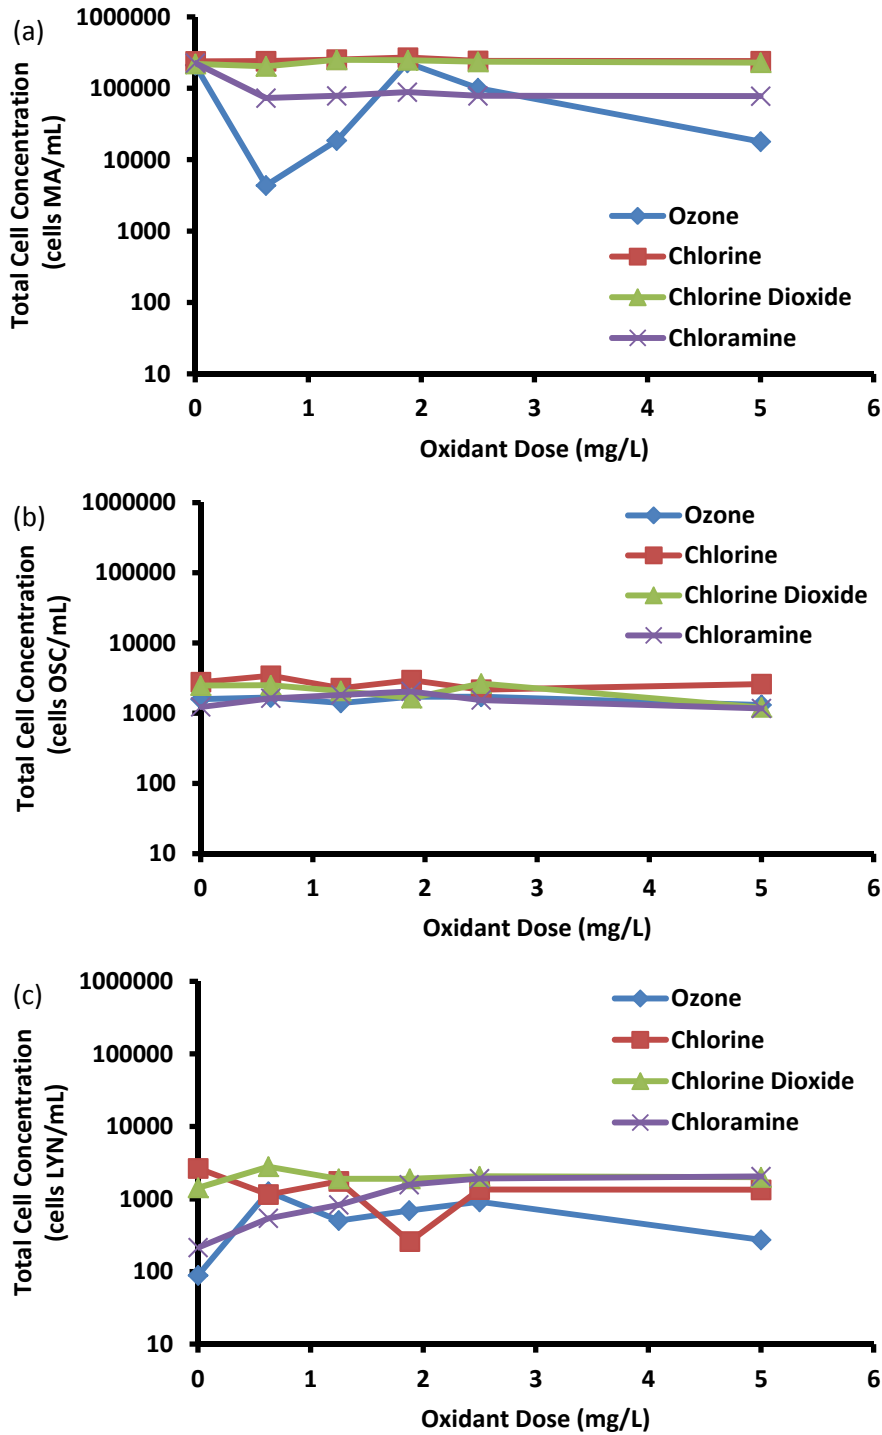 (a)
Total Cell Concentration
(cells MA/mL)
1000000
100000
10000
1000
100
10
Ozone
Chlorine
Chlorine Dioxide
Chloramine
0 1 2 3 4 5 6
Oxidant Dose (mg/L)
(b)
Total Cell Concentration
(cells OSC/mL)
1000000
100000
10000
1000
100
10
Ozone
Chlorine
Chlorine Dioxide
Chloramine
0 1 2 3 4 5 6
Oxidant Dose (mg/L)
(c)
Total Cell Concentration
(cells LYN/mL)
1000000
100000
10000
1000
100
10
Ozone
Chlorine
Chlorine Dioxide
Chloramine
0 1 2 3 4 5 6
Oxidant Dose (mg/L)